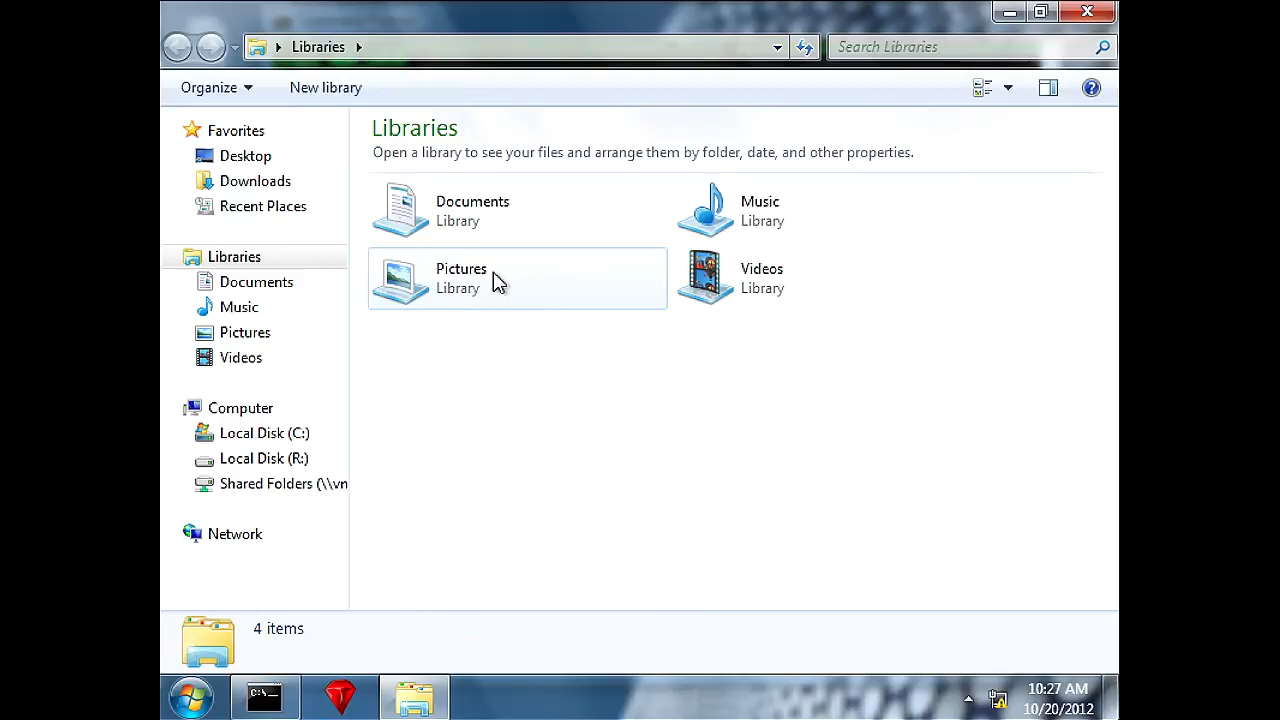 Libraries
Search Libraries
Organize
New library
Favorites
Desktop
Downloads
Recent Places
Libraries
Documents
Music
Pictures
Videos
Computer
Local Disk (C:)
Local Disk (R:)
Shared Folders (\\vn
Network
Libraries
Open a library to see your files and arrange them by folder, date, and other properties.
Documents
Library
Music
Library
Pictures
Library
Videos
Library
4 items
C:\
10:27 AM
10/20/2012